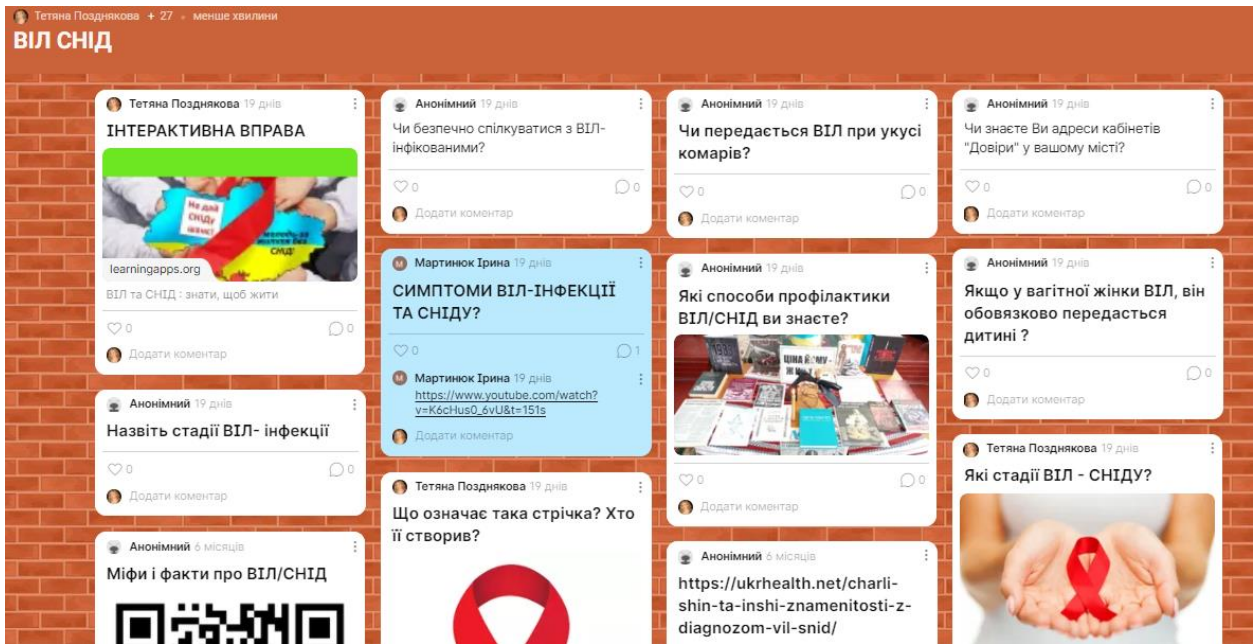 Тетяна Позднякова + 27 • менше хвилини
ВІЛ СНІД
Тетяна Позднякова 19 днів
ІНТЕРАКТИВНА ВПРАВА
Не дай
СНІДу
шанс!
СНІДу
learningapps.org
ВІЛ та СНІД : знати, щоб жити
0
0
Додати коментар
Анонімний 19 днів
Назвіть стадії ВІЛ- інфекції
0
0
Додати коментар
Анонімний 6 місяців
Міфи і факти про ВІЛ/СНІД
Анонімний 19 днів
Чи безпечно спілкуватися з ВІЛ-
інфікованими?
0
0
Додати коментар
Мартинюк Ірина 19 днів
СИМПТОМИ ВІЛ-ІНФЕКЦІЇ
ТА СНІДУ?
0
1
Мартинюк Ірина 19 днів
https://www.youtube.com/watch?
v=K6cHus0_6vU&t=151s
Додати коментар
Тетяна Позднякова 19 днів
Що означає така стрічка? Хто
її створив?
Анонімний 19 днів
Чи передається ВІЛ при укусі
комарів?
0
0
Додати коментар
Анонімний 19 днів
Які способи профілактики
ВІЛ/СНІД ви знаєте?
ЦІНА ЙОМУ -
0
0
Додати коментар
Анонімний 6 місяців
https://ukrhealth.net/charli-
shin-ta-inshi-znamenitosti-z-
diagnozom-vil-snid/
Анонімний 19 днів
Чи знаєте Ви адреси кабінетів
"Довіри" у вашому місті?
0
0
Додати коментар
Анонімний 19 днів
Якщо у вагітної жінки ВІЛ, він
обовязково передасться
дитині ?
0
0
Додати коментар
Тетяна Позднякова 19 днів
Які стадії ВІЛ - СНІДУ?